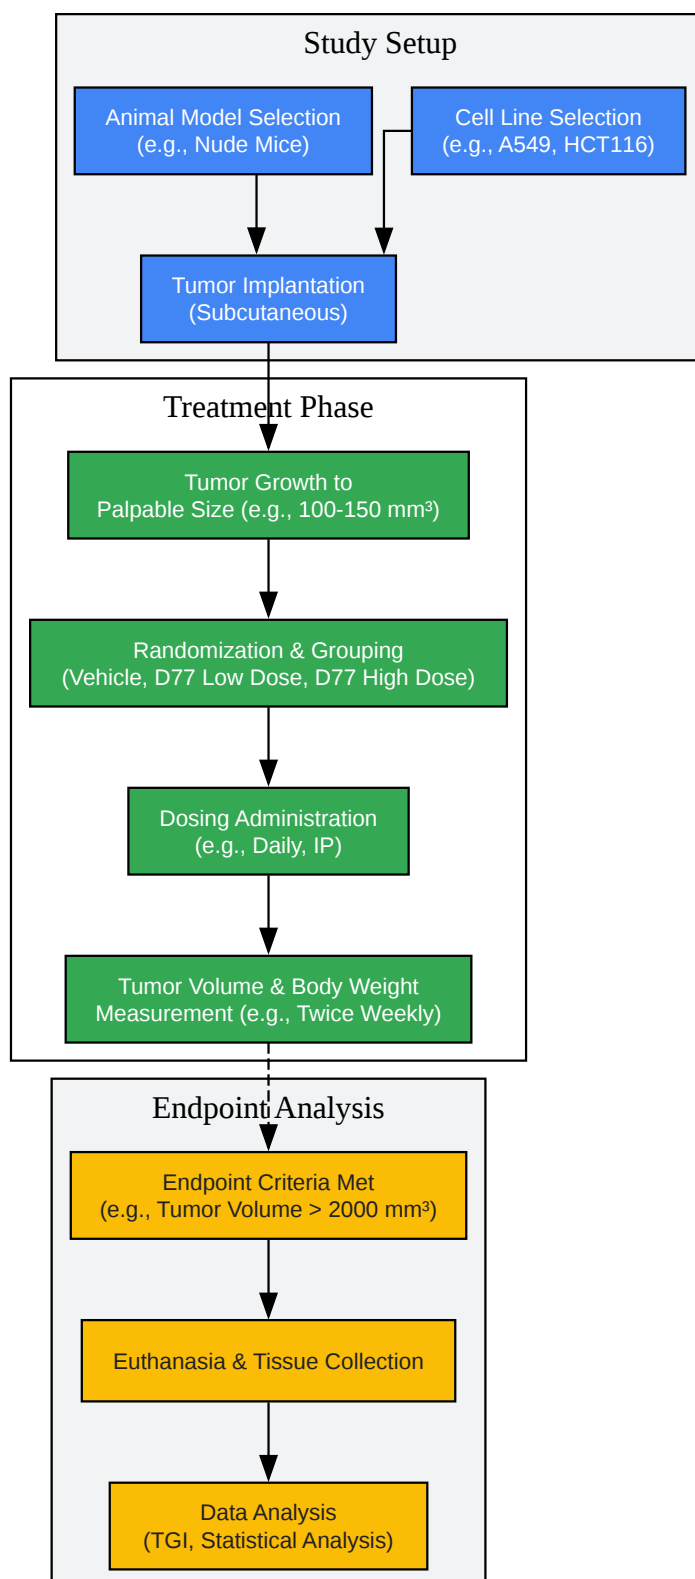 Study Setup
Animal Model Selection
(e.g., Nude Mice)
Cell Line Selection
(e.g., A549, HCT116)
Tumor Implantation
(Subcutaneous)
Treatment Phase
Tumor Growth to
Palpable Size (e.g., 100-150 mm³)
Randomization & Grouping
(Vehicle, D77 Low Dose, D77 High Dose)
Dosing Administration
(e.g., Daily, IP)
Tumor Volume & Body Weight
Measurement (e.g., Twice Weekly)
Endpoint Analysis
Endpoint Criteria Met
(e.g., Tumor Volume > 2000 mm³)
Euthanasia & Tissue Collection
Data Analysis
(TGI, Statistical Analysis)